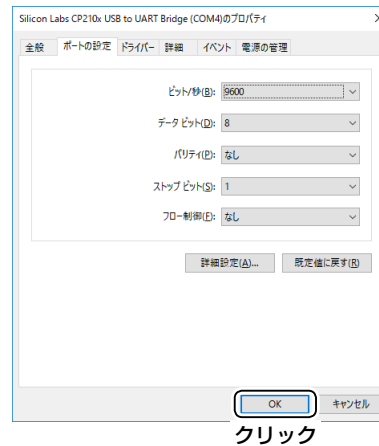 Silicon Labs CP210x USB to UART Bridge (COM4)のプロパティ
全般 ポートの設定 ドライバー 詳細 イベント 電源の管理
ビット/秒(B): 9600
データ ビット(D): 8
パリティ(P): なし
ストップ ビット(S): 1
フロー制御(F): なし
詳細設定(A)... 既定値に戻す(R)
OK キャンセル
クリック